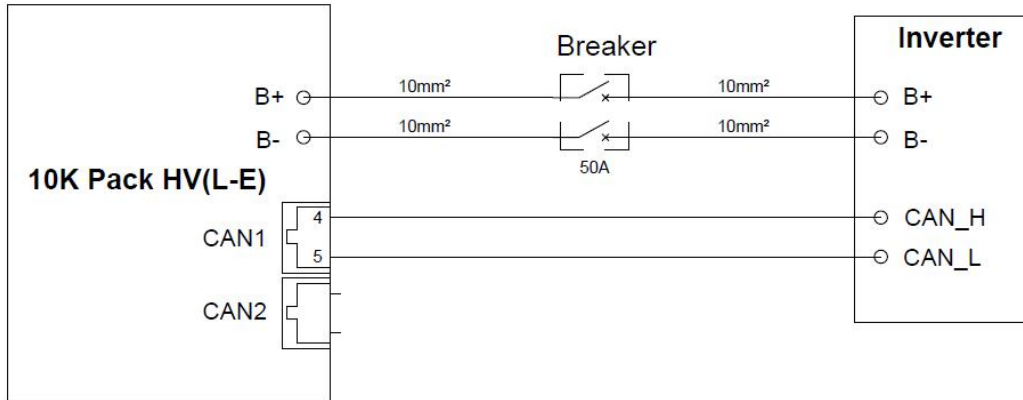 Breaker
Inverter
B+
10mm²
10mm²
B+
B-
10mm²
10mm²
B-
50A
10K Pack HV(L-E)
CAN1
4
CAN_H
5
CAN_L
CAN2